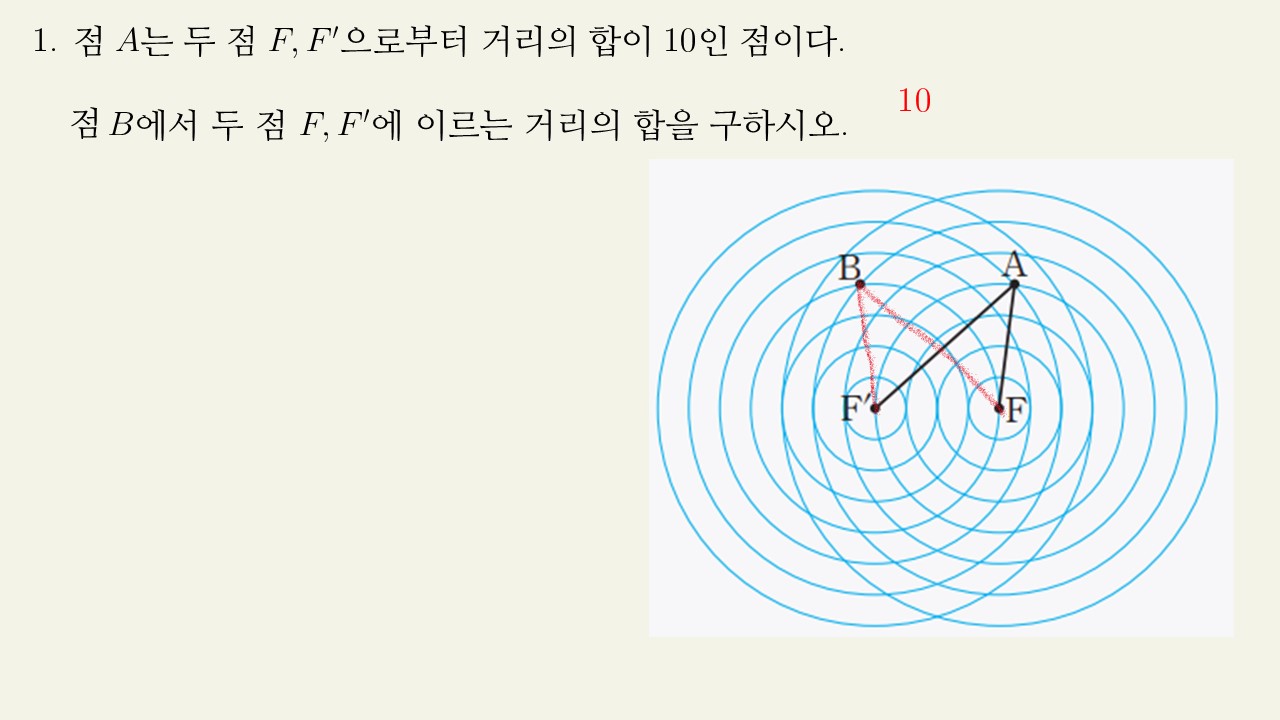 1. 점 A는 두 점 F, F′으로부터 거리의 합이 10인 점이다.
점 B에서 두 점 F, F′에 이르는 거리의 합을 구하시오.
10
B
A
F′
F